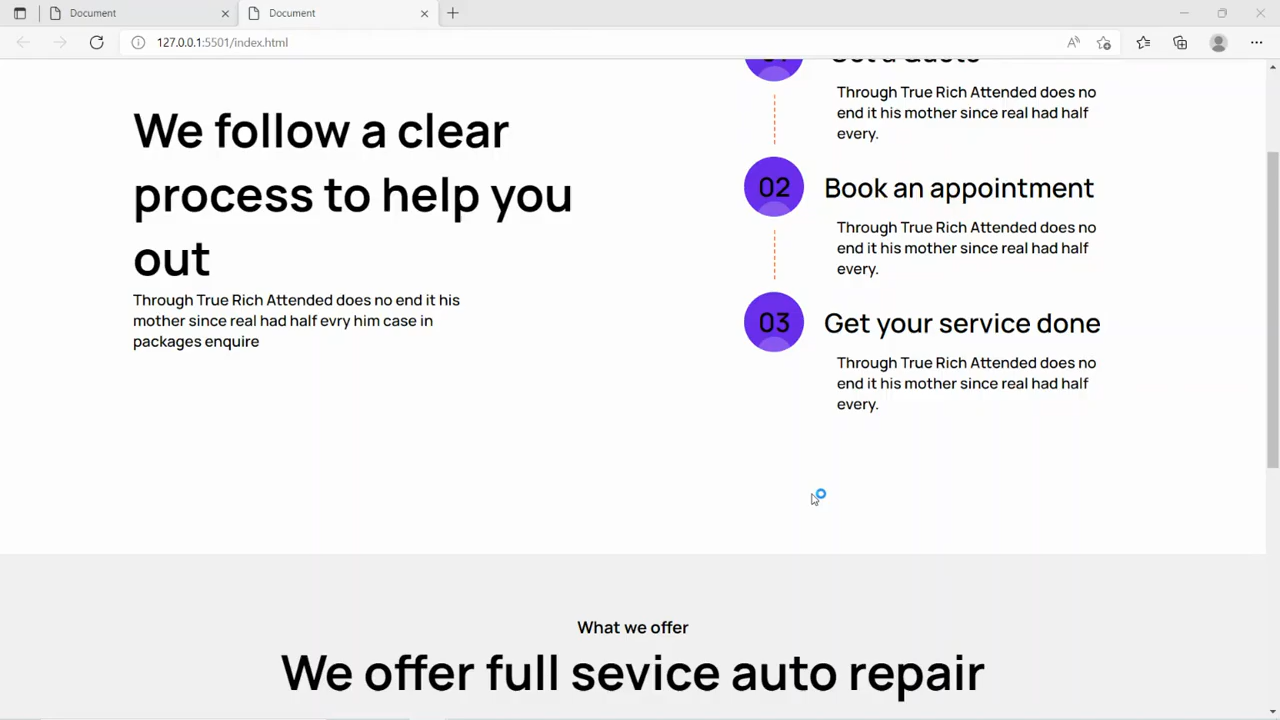 Document
Document
127.0.0.1:5501/index.html
We follow a clear
process to help you
out
Through True Rich Attended does no end it his
mother since real had half evry him case in
packages enquire
01
Get a Quote
Through True Rich Attended does no
end it his mother since real had half
every.
02
Book an appointment
Through True Rich Attended does no
end it his mother since real had half
every.
03
Get your service done
Through True Rich Attended does no
end it his mother since real had half
every.
What we offer
We offer full sevice auto repair